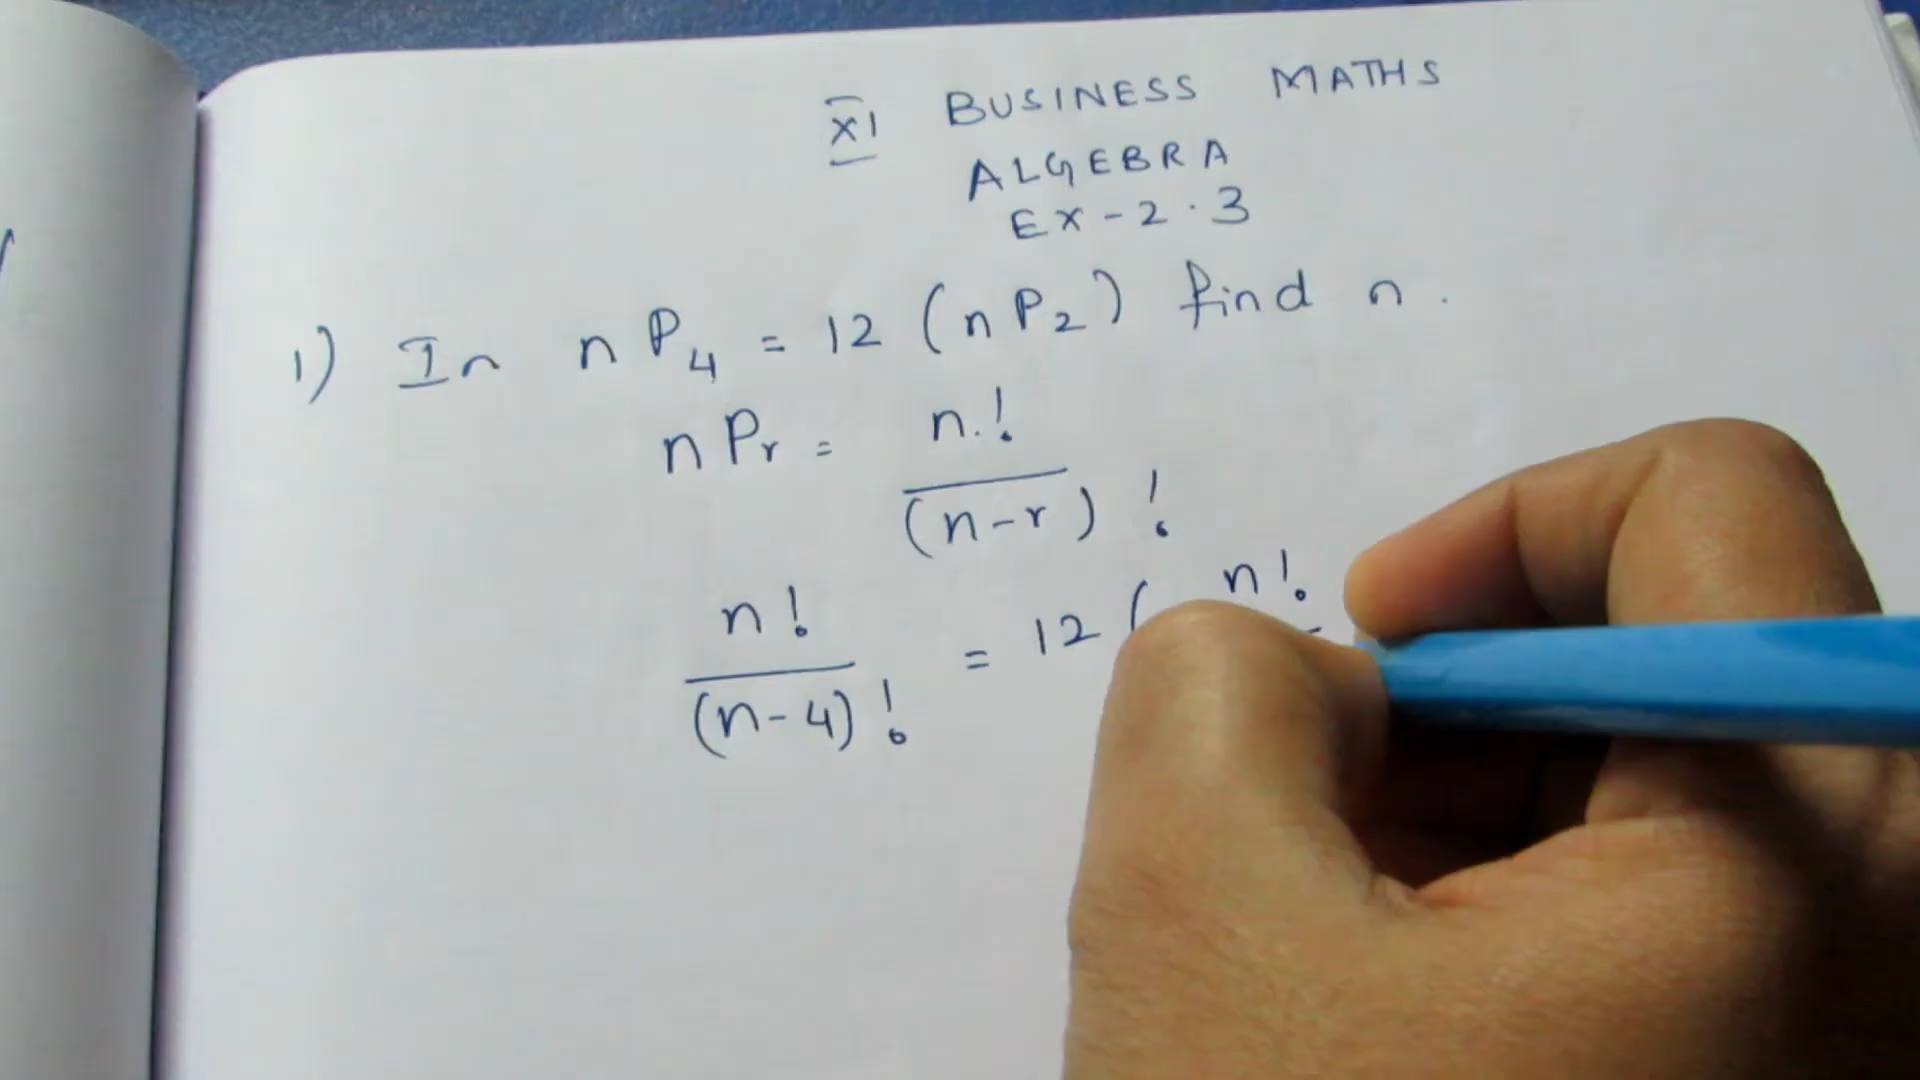 XI BUSINESS MATHS
ALGEBRA
EX-2.3
1) In nP₄ = 12 (nP₂) find n.
nPr = n! / (n-r)!
n! / (n-4)! = 12 ( n!